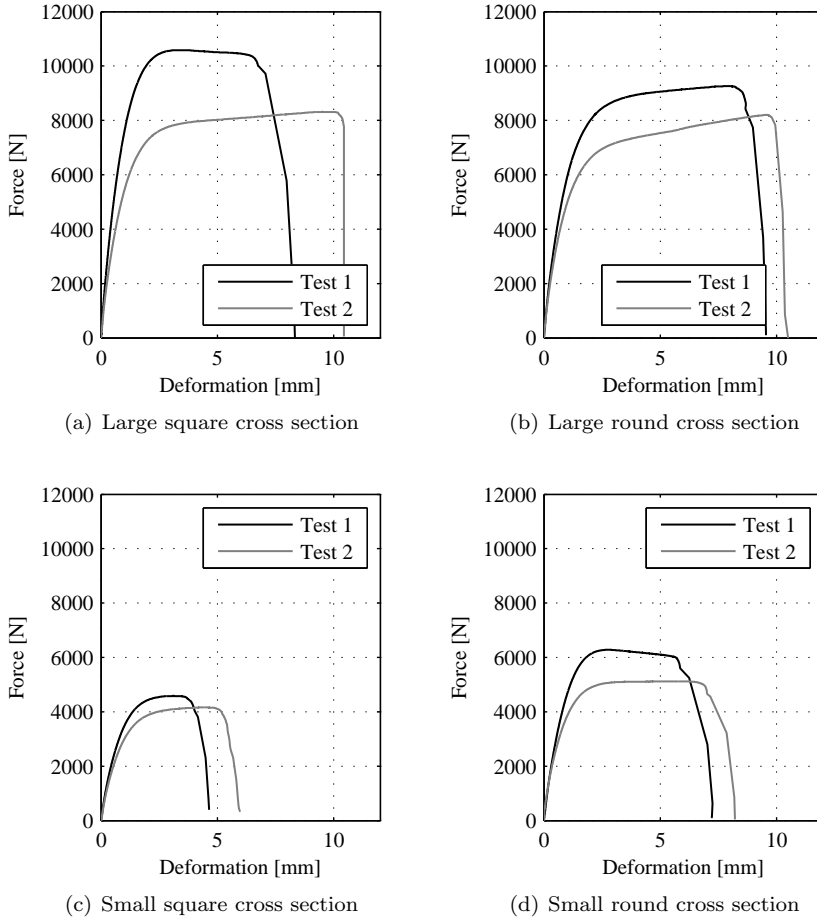 12000
10000
8000
6000
4000
2000
0
Force [N]
Test 1
Test 2
0 5 10
Deformation [mm]
(a) Large square cross section
12000
10000
8000
6000
4000
2000
0
Force [N]
Test 1
Test 2
0 5 10
Deformation [mm]
(b) Large round cross section
12000
10000
8000
6000
4000
2000
0
Force [N]
Test 1
Test 2
0 5 10
Deformation [mm]
(c) Small square cross section
12000
10000
8000
6000
4000
2000
0
Force [N]
Test 1
Test 2
0 5 10
Deformation [mm]
(d) Small round cross section